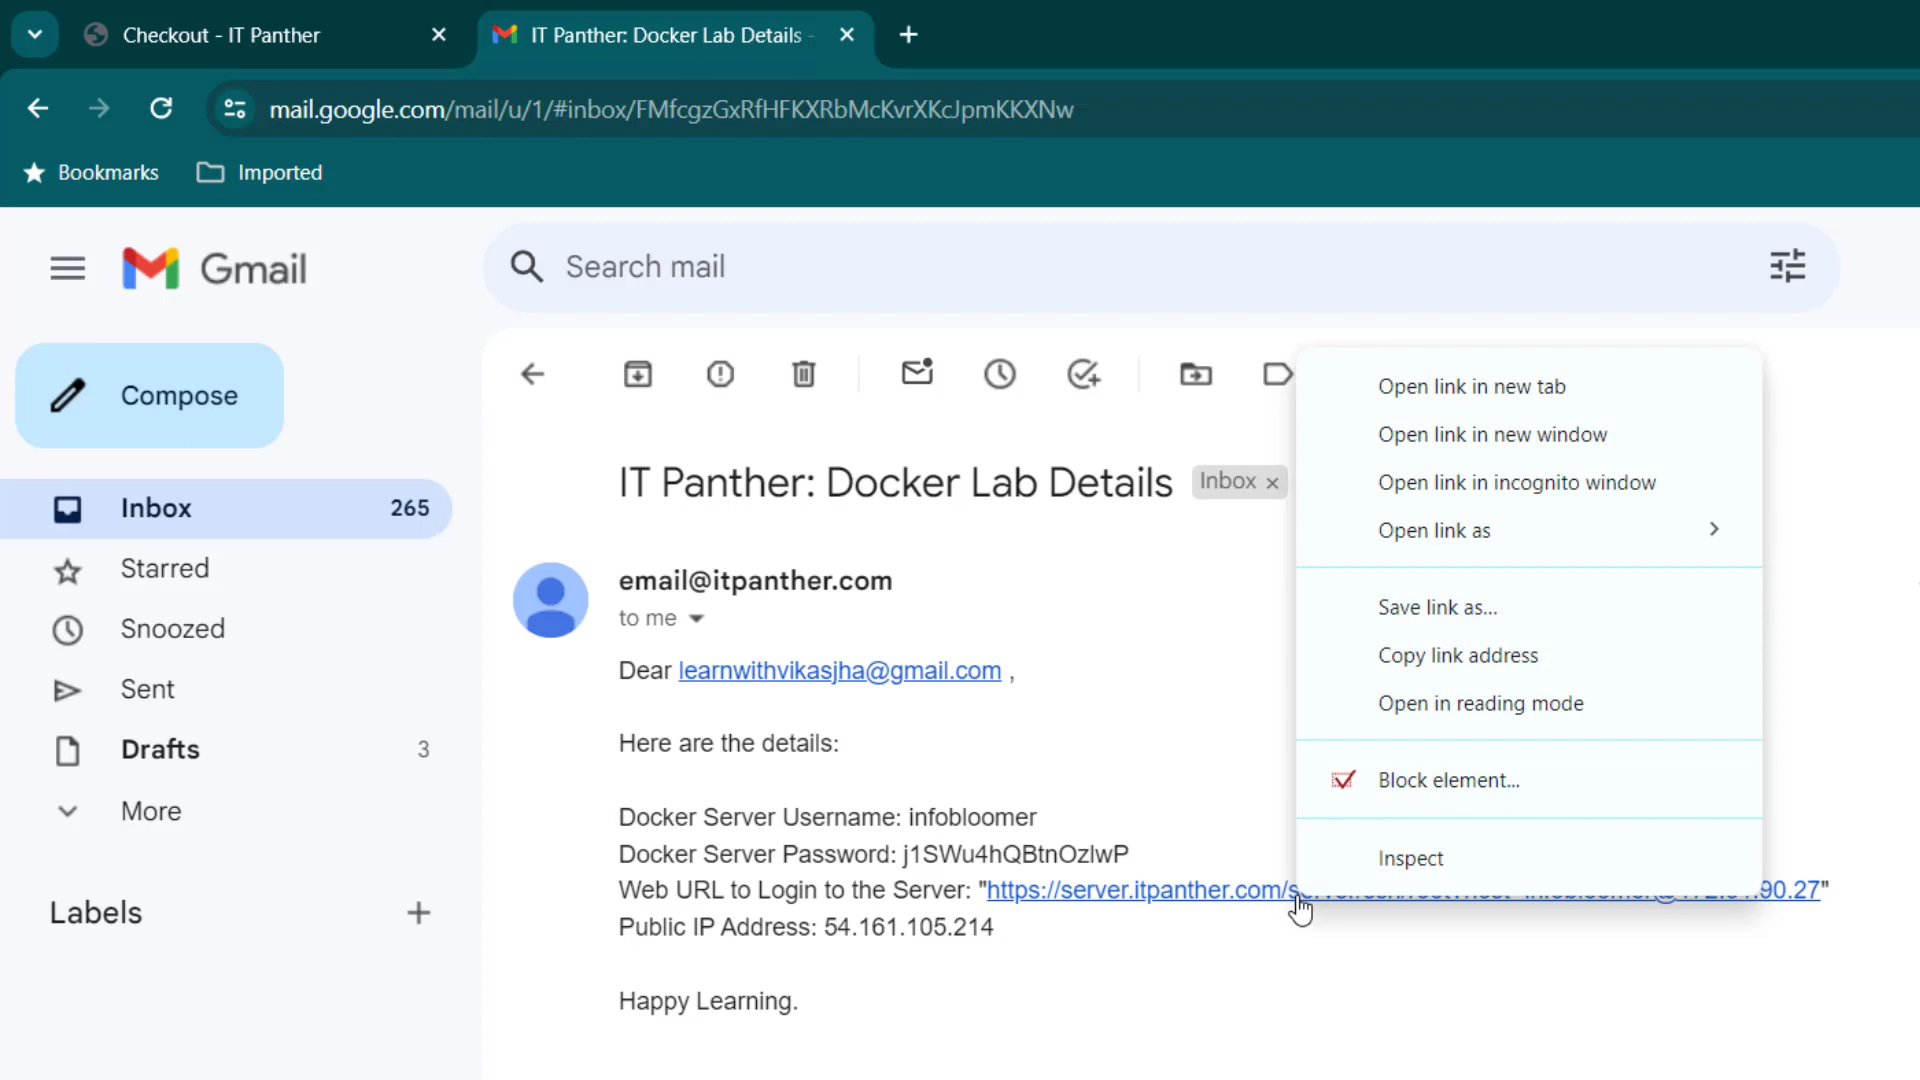 Checkout - IT Panther
IT Panther: Docker Lab Details -
mail.google.com/mail/u/1/#inbox/FMfcgzGxRfHFKXRbMcKvrXKcJpmKKXNw
Bookmarks
Imported
Gmail
Search mail
Compose
Inbox 265
Starred
Snoozed
Sent
Drafts 3
More
Labels
IT Panther: Docker Lab Details Inbox
email@itpanther.com
to me
Dear learnwithvikasjha@gmail.com ,
Here are the details:
Docker Server Username: infobloomer
Docker Server Password: j1SWu4hQBtnOzlwP
Web URL to Login to the Server: "https://server.itpanther.com/ 90.27"
Public IP Address: 54.161.105.214
Happy Learning.
Open link in new tab
Open link in new window
Open link in incognito window
Open link as
Save link as...
Copy link address
Open in reading mode
Block element...
Inspect